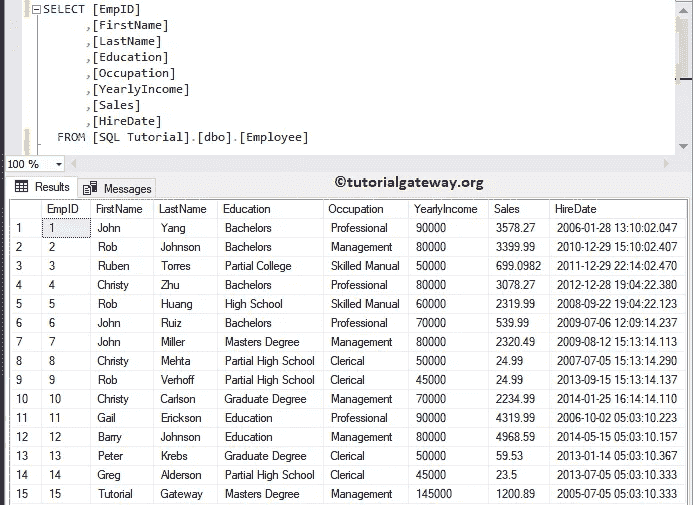 SELECT [EmpID]
,[FirstName]
,[LastName]
,[Education]
,[Occupation]
,[YearlyIncome]
,[Sales]
,[HireDate]
FROM [SQL Tutorial].[dbo].[Employee]
100 %
Results Messages ©tutorialgateway.org
EmpID FirstName LastName Education Occupation YearlyIncome Sales HireDate
1 1 John Yang Bachelors Professional 90000 3578.27 2006-01-28 13:10:02.047
2 2 Rob Johnson Bachelors Management 80000 3399.99 2010-12-29 15:10:02.407
3 3 Ruben Torres Partial College Skilled Manual 50000 699.0982 2011-12-29 22:14:02.470
4 4 Christy Zhu Bachelors Professional 80000 3078.27 2012-12-28 19:04:22.380
5 5 Rob Huang High School Skilled Manual 60000 2319.99 2008-09-22 19:04:22.123
6 6 John Ruiz Bachelors Professional 70000 539.99 2009-07-06 12:09:14.237
7 7 John Miller Masters Degree Management 80000 2320.49 2009-08-12 15:13:14.113
8 8 Christy Mehta Partial High School Clerical 50000 24.99 2007-07-05 15:13:14.290
9 9 Rob Verhoff Partial High School Clerical 45000 24.99 2013-09-15 15:13:14.137
10 10 Christy Carlson Graduate Degree Management 70000 2234.99 2014-01-25 16:14:14.110
11 11 Gail Erickson Education Professional 90000 4319.99 2006-10-02 05:03:10.223
12 12 Barry Johnson Education Management 80000 4968.59 2014-05-15 05:03:10.157
13 13 Peter Krebs Graduate Degree Clerical 50000 59.53 2013-01-14 05:03:10.367
14 14 Greg Alderson Partial High School Clerical 45000 23.5 2013-07-05 05:03:10.333
15 15 Tutorial Gateway Masters Degree Management 145000 1200.89 2005-07-05 05:03:10.333